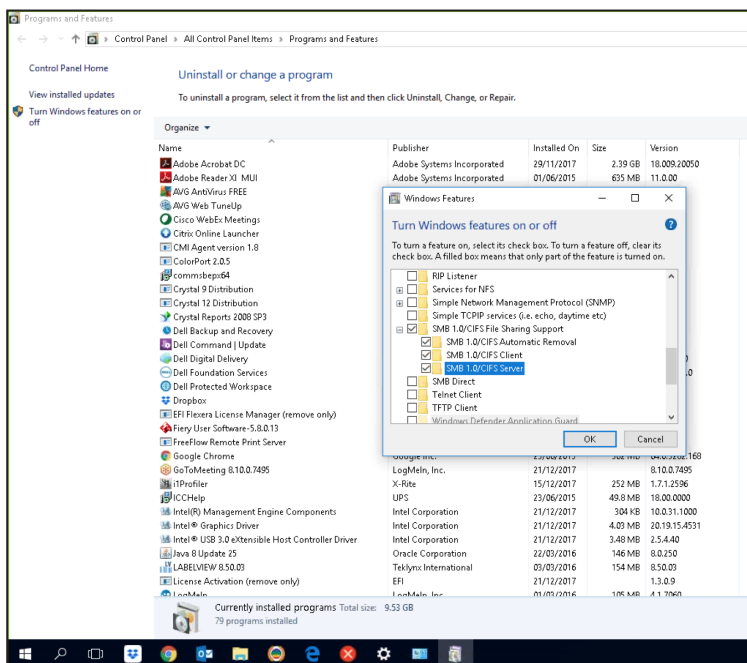 Programs and Features
Control Panel > All Control Panel Items > Programs and Features
Control Panel Home
View installed updates
Turn Windows features on or
off
Uninstall or change a program
To uninstall a program, select it from the list and then click Uninstall, Change, or Repair.
Organize
Name Publisher Installed On Size Version
Adobe Acrobat DC Adobe Systems Incorporated 29/11/2017 2.39 GB 18.009.20050
Adobe Reader XI MUI Adobe Systems Incorporated 01/06/2015 635 MB 11.0.00
AVG AntiVirus FREE
AVG Web TuneUp
Cisco WebEx Meetings
Citrix Online Launcher
CMI Agent version 1.8
ColorPort 2.0.5
commsbepx64
Crystal 9 Distribution
Crystal 12 Distribution
Crystal Reports 2008 SP3
Dell Backup and Recovery
Dell Command | Update
Dell Digital Delivery
Dell Foundation Services
Dell Protected Workspace
Dropbox
EFI Flexera License Manager (remove only)
Fiery User Software-5.8.0.13
FreeFlow Remote Print Server
Google Chrome Google Inc.
GoToMeeting 8.10.0.7495 LogMeIn, Inc. 21/12/2017 8.10.0.7495
i1Profiler X-Rite 15/12/2017 252 MB 1.7.1.2596
ICCHelp UPS 23/06/2015 49.8 MB 18.00.0000
Intel(R) Management Engine Components Intel Corporation 21/12/2017 304 KB 10.0.31.1000
Intel® Graphics Driver Intel Corporation 21/12/2017 4.03 MB 20.19.15.4531
Intel® USB 3.0 eXtensible Host Controller Driver Intel Corporation 21/12/2017 3.48 MB 2.5.4.40
Java 8 Update 25 Oracle Corporation 22/03/2016 146 MB 8.0.250
LABELVIEW 8.50.03 Teklynx International 03/03/2016 154 MB 8.50.03
License Activation (remove only) EFI 21/12/2017 1.3.0.9
LogMeIn LogMeIn, Inc. 01/03/2016 105 MB 4.1.7060
Windows Features
Turn Windows features on or off
To turn a feature on, select its check box. To turn a feature off, clear its
check box. A filled box means that only part of the feature is turned on.
RIP Listener
Services for NFS
Simple Network Management Protocol (SNMP)
Simple TCPIP services (i.e. echo, daytime etc)
SMB 1.0/CIFS File Sharing Support
SMB 1.0/CIFS Automatic Removal
SMB 1.0/CIFS Client
SMB 1.0/CIFS Server
SMB Direct
Telnet Client
TFTP Client
Windows Defender Application Guard
OK Cancel
Currently installed programs Total size: 9.53 GB
79 programs installed